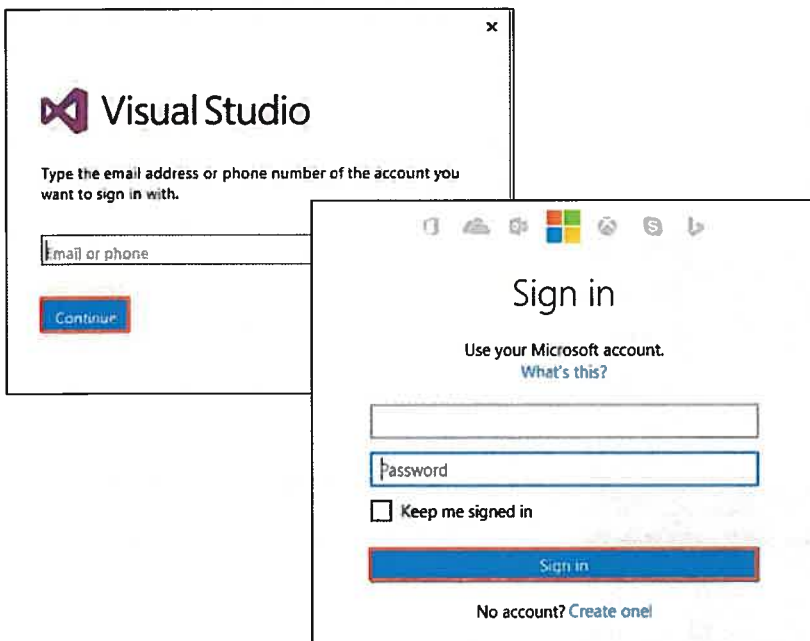 x
Visual Studio
Type the email address or phone number of the account you
want to sign in with.
Email or phone
Continue
Sign in
Use your Microsoft account.
What's this?
Password
Keep me signed in
Sign in
No account? Create one!